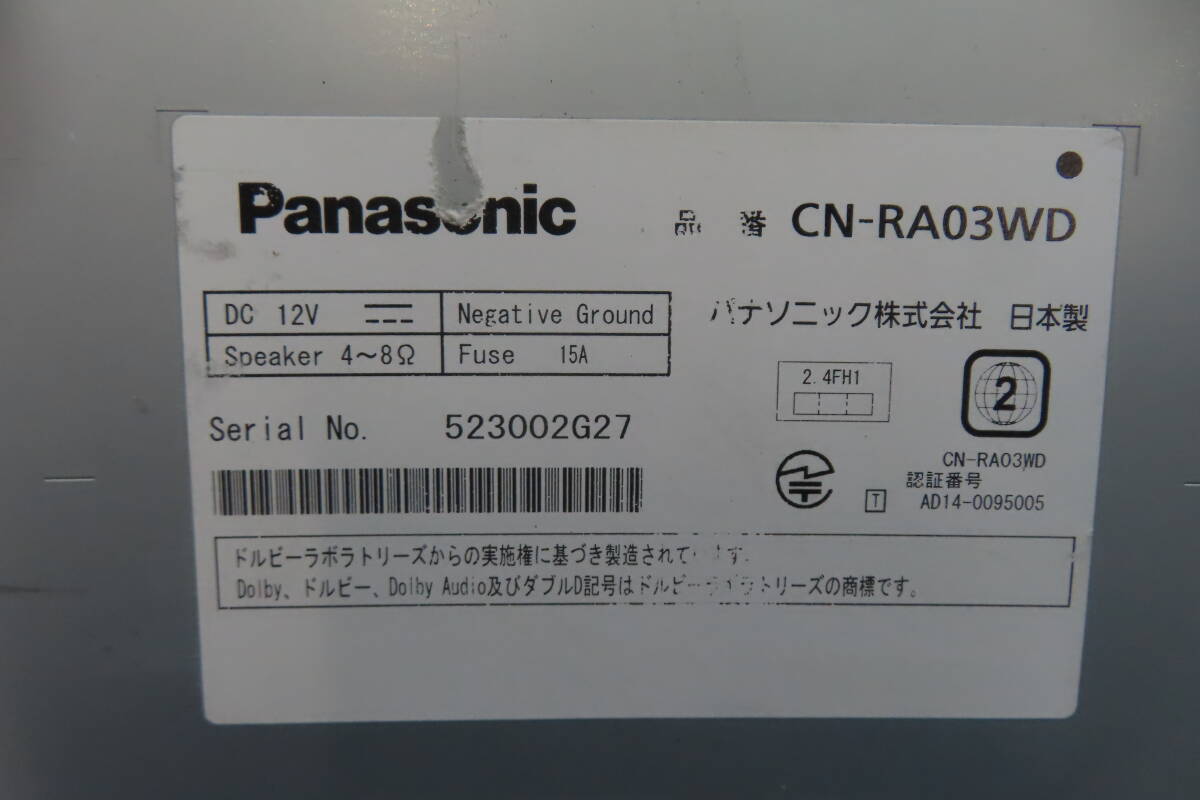 Panasonic 品番 CN-RA03WD
DC 12V Negative Ground
Speaker 4～8Ω Fuse 15A
パナソニック株式会社 日本製
2.4FH1
2
Serial No. 523002G27
CN-RA03WD
認証番号
T AD14-0095005
ドルビーラボラトリーズからの実施権に基づき製造されています。
Dolby、ドルビー、Dolby Audio及びダブルD記号はドルビーラボラトリーズの商標です。